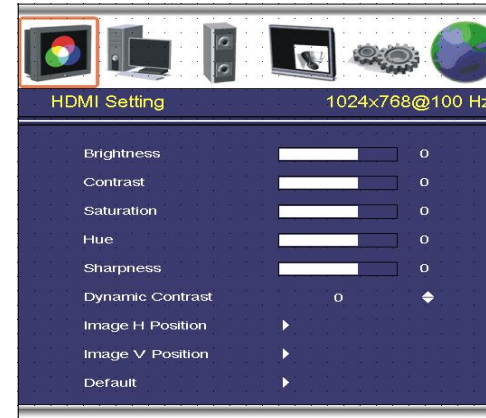 HDMI Setting 1024x768@100 Hz
Brightness 0
Contrast 0
Saturation 0
Hue 0
Sharpness 0
Dynamic Contrast 0
Image H Position
Image V Position
Default